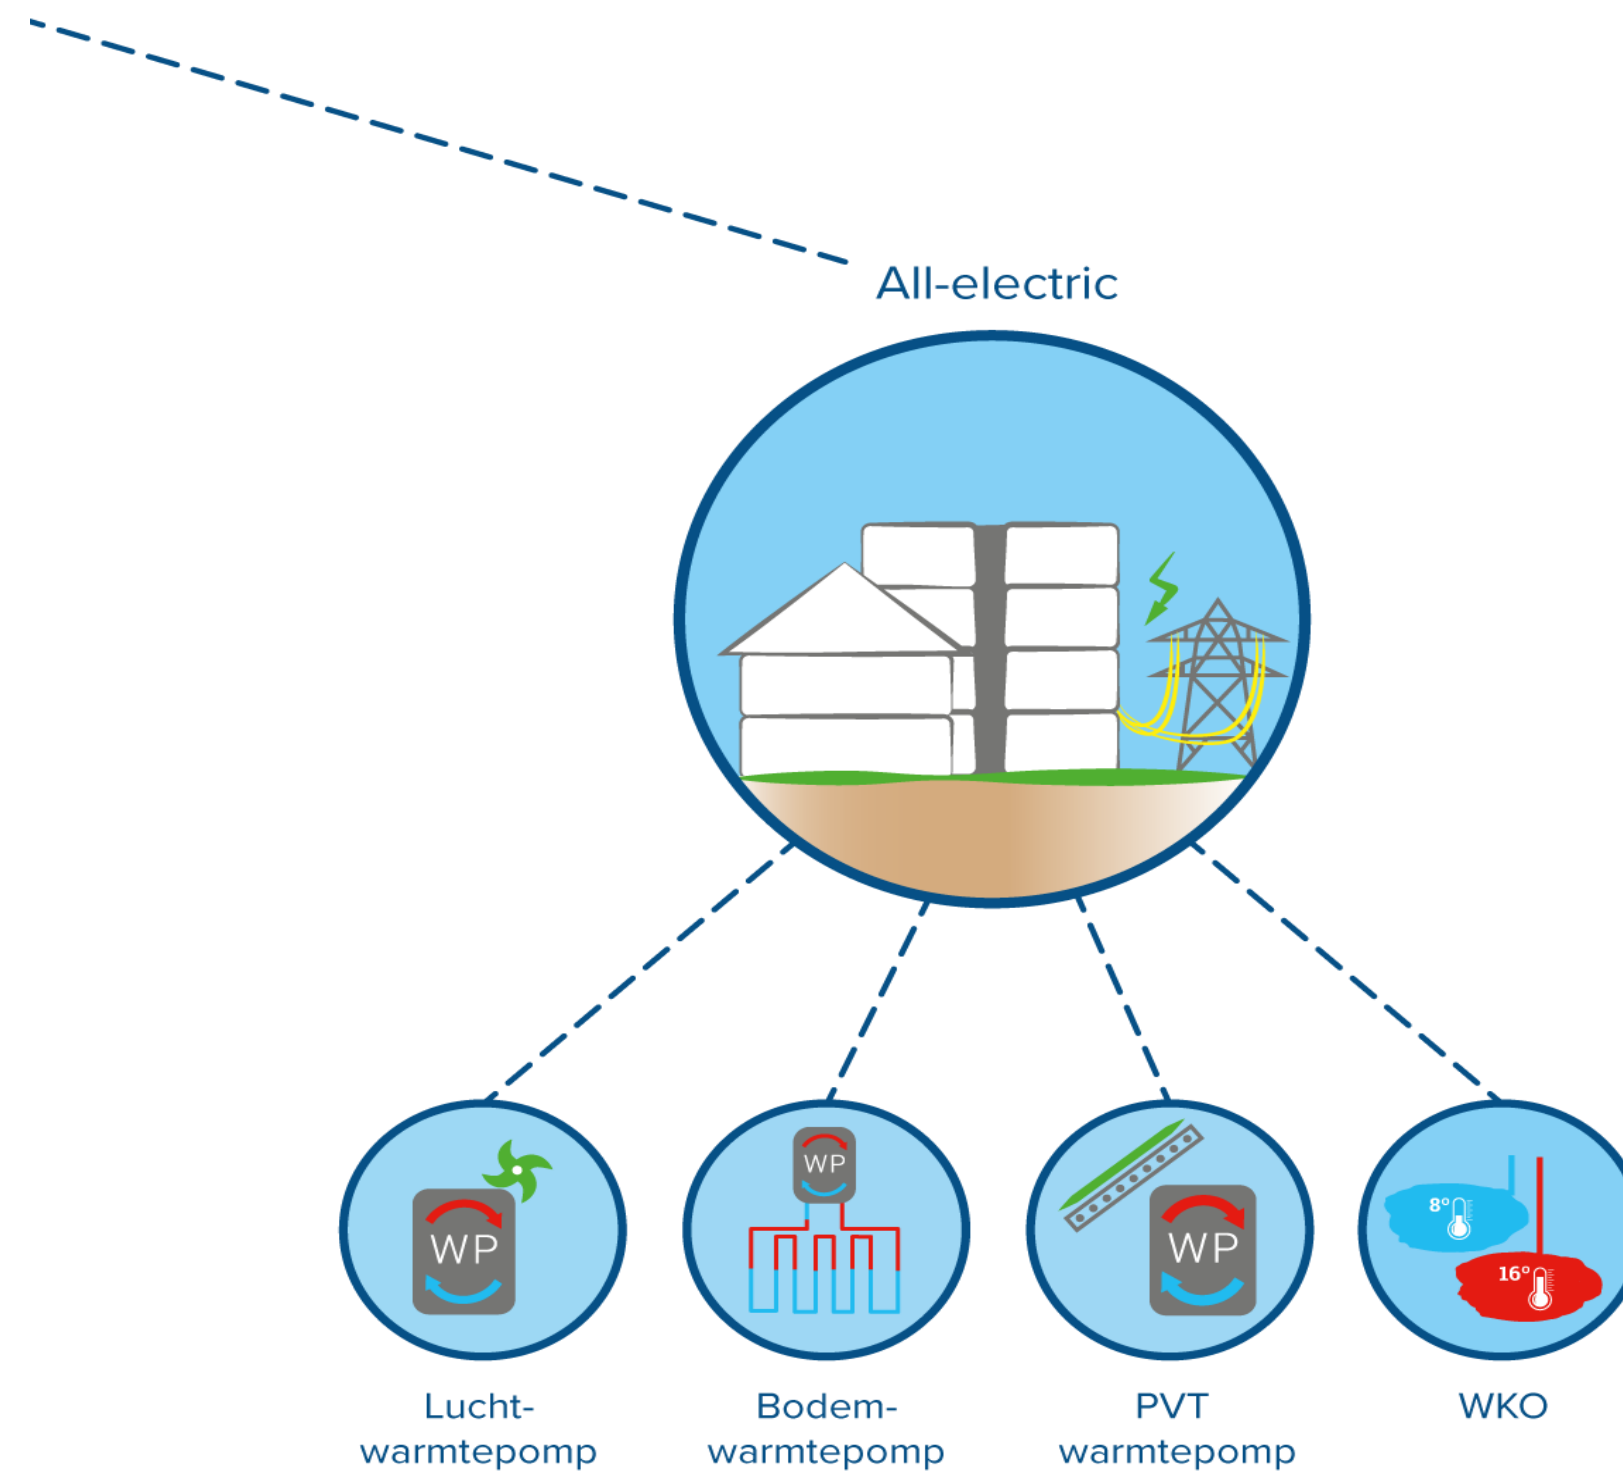 All-electric
WP
WP
WP
8°
16°
Lucht-
warmtepomp
Bodem-
warmtepomp
PVT
warmtepomp
WKO